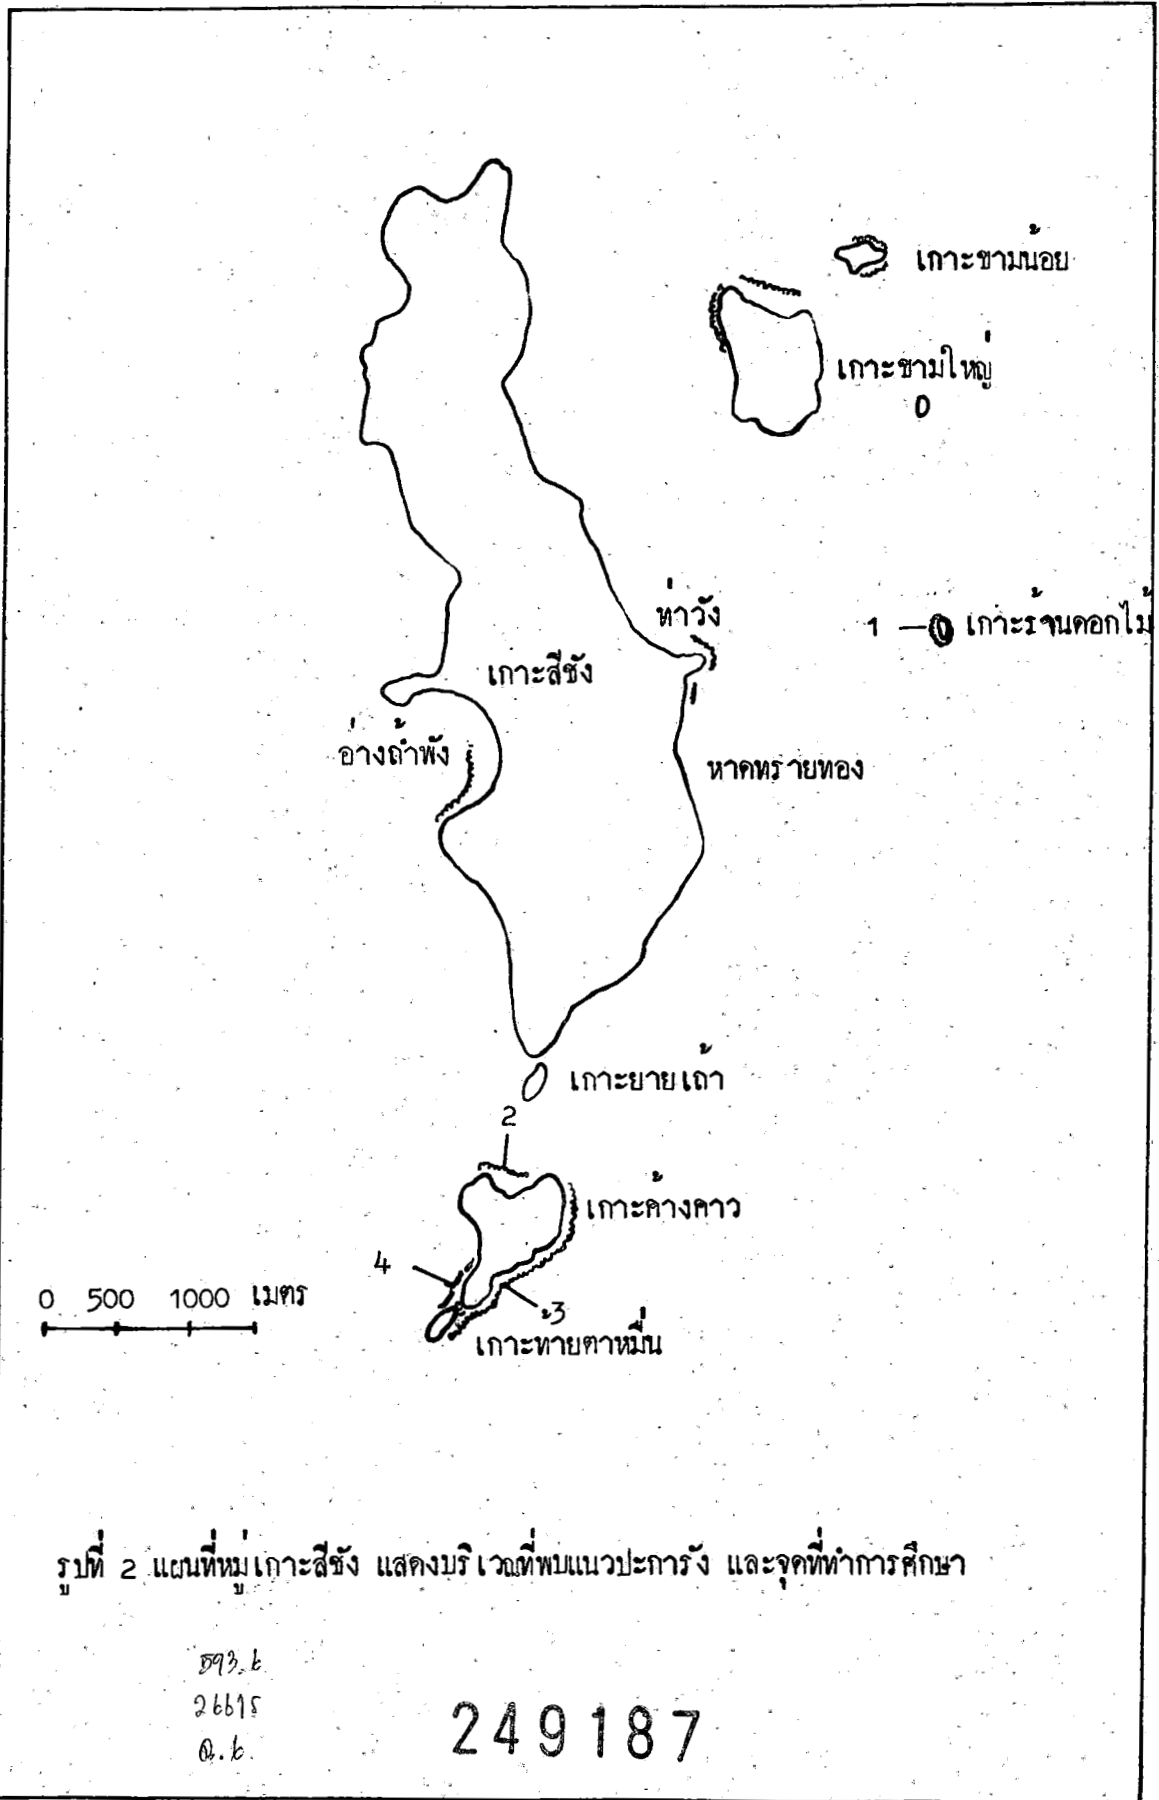 เกาะขามน้อย
เกาะขามใหญ่
ท่าวัง
1 เกาะร้านดอกไม้
เกาะสีชัง
อ่างถ้ำพัง
หาดทรายทอง
เกาะยายเถ้า
2
เกาะค้างคาว
4
0 500 1000 เมตร
3
เกาะท้ายตาหมื่น
รูปที่ 2 แผนที่หมู่เกาะสีชัง แสดงบริเวณที่พบแนวปะการัง และจุดที่ทำการศึกษา
249187